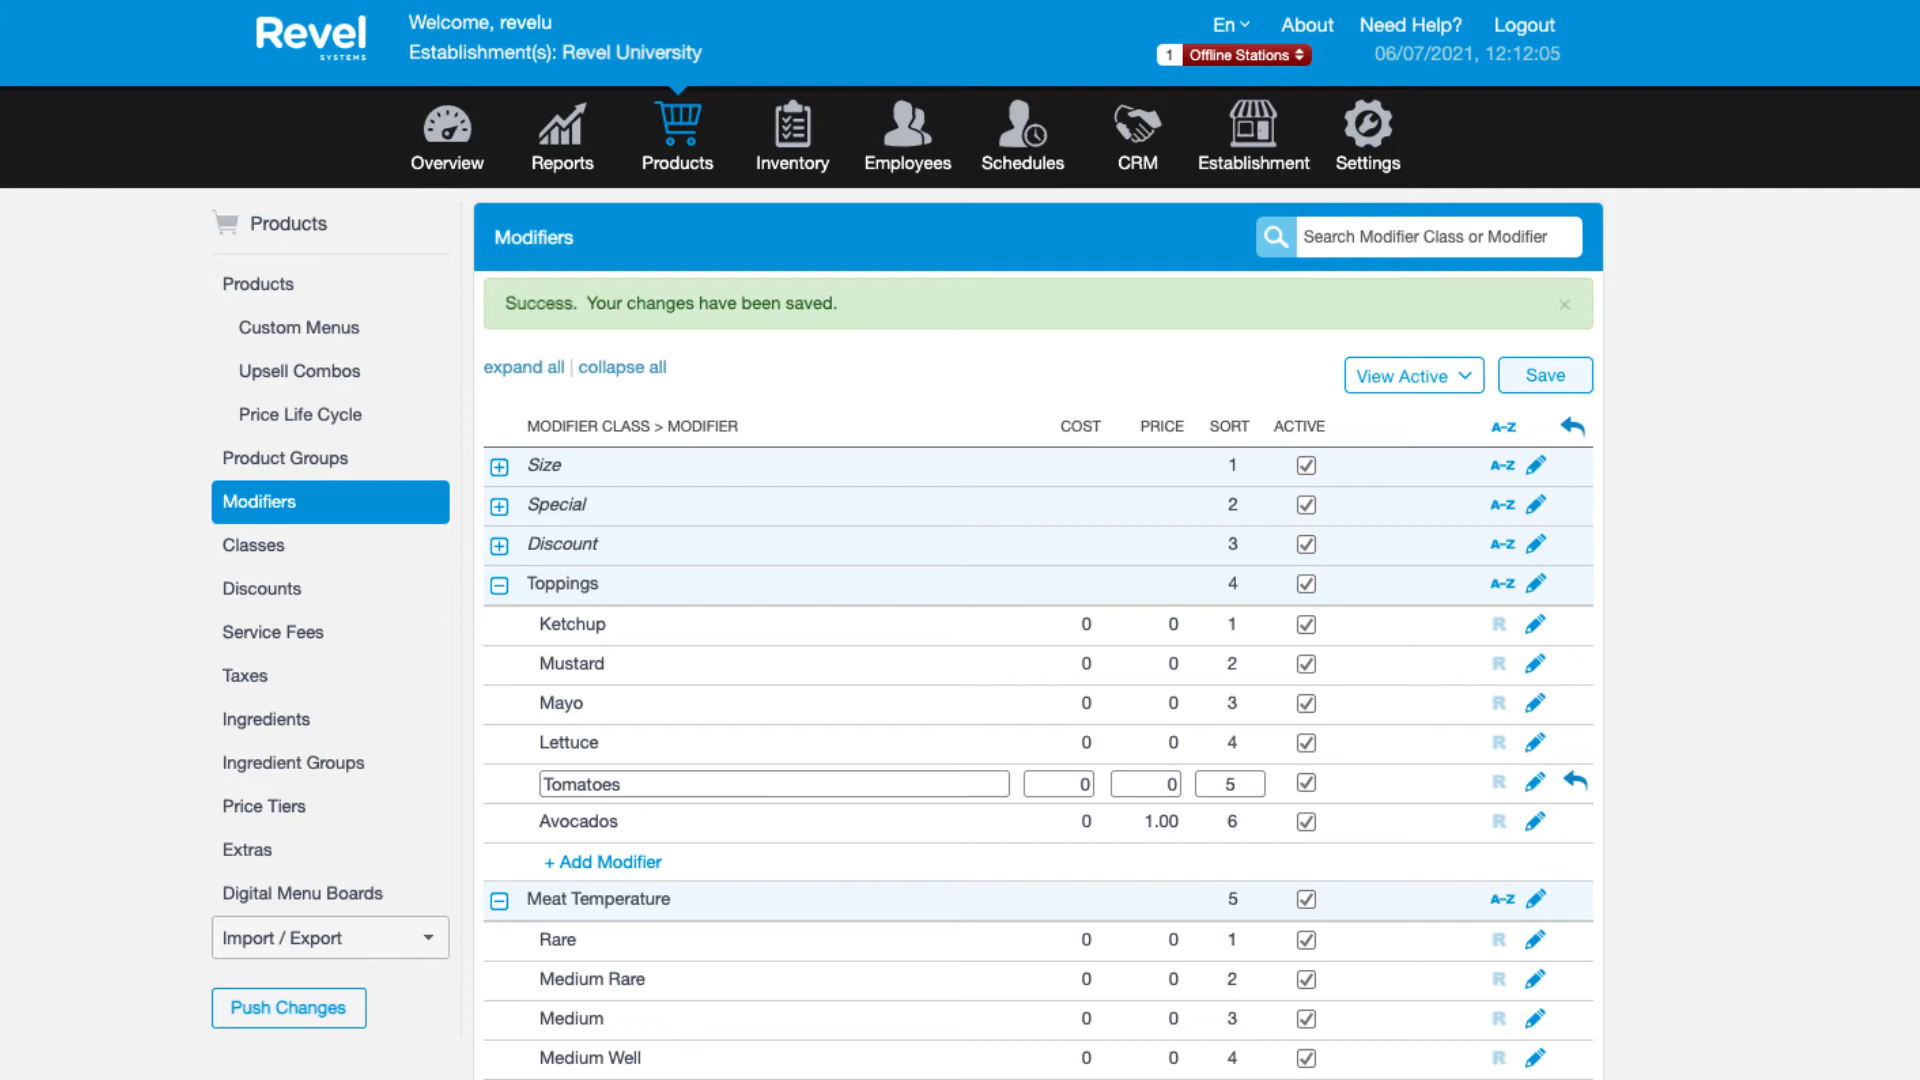 Revel
SYSTEMS
Welcome, revelu
Establishment(s): Revel University
En About Need Help? Logout
1 Offline Stations
06/07/2021, 12:12:05
Overview Reports Products Inventory Employees Schedules CRM Establishment Settings
Products
Products
Custom Menus
Upsell Combos
Price Life Cycle
Product Groups
Modifiers
Classes
Discounts
Service Fees
Taxes
Ingredients
Ingredient Groups
Price Tiers
Extras
Digital Menu Boards
Import / Export
Push Changes
Modifiers
Search Modifier Class or Modifier
Success. Your changes have been saved. ×
expand all | collapse all
View Active Save
MODIFIER CLASS > MODIFIER COST PRICE SORT ACTIVE A–Z
Size 1 A–Z
Special 2 A–Z
Discount 3 A–Z
Toppings 4 A–Z
Ketchup 0 0 1 R
Mustard 0 0 2 R
Mayo 0 0 3 R
Lettuce 0 0 4 R
Tomatoes 0 0 5 R
Avocados 0 1.00 6 R
+ Add Modifier
Meat Temperature 5 A–Z
Rare 0 0 1 R
Medium Rare 0 0 2 R
Medium 0 0 3 R
Medium Well 0 0 4 R